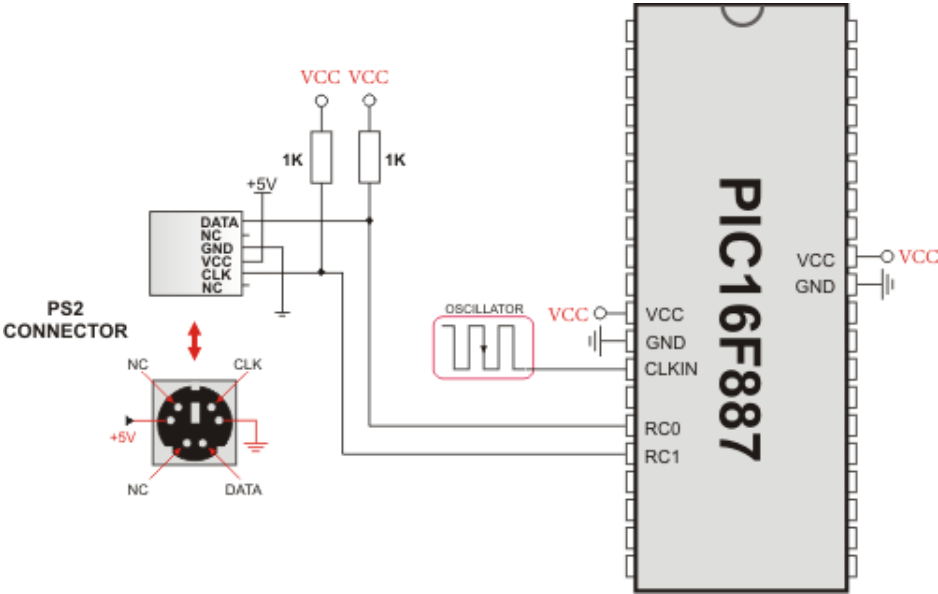 VCC VCC
1K
1K
+5V
DATA
NC
GND
VCC
CLK
NC
PS2
CONNECTOR
NC
CLK
+5V
NC
DATA
OSCILLATOR
VCC
VCC
GND
CLKIN
RC0
RC1
PIC16F887
VCC
GND
VCC